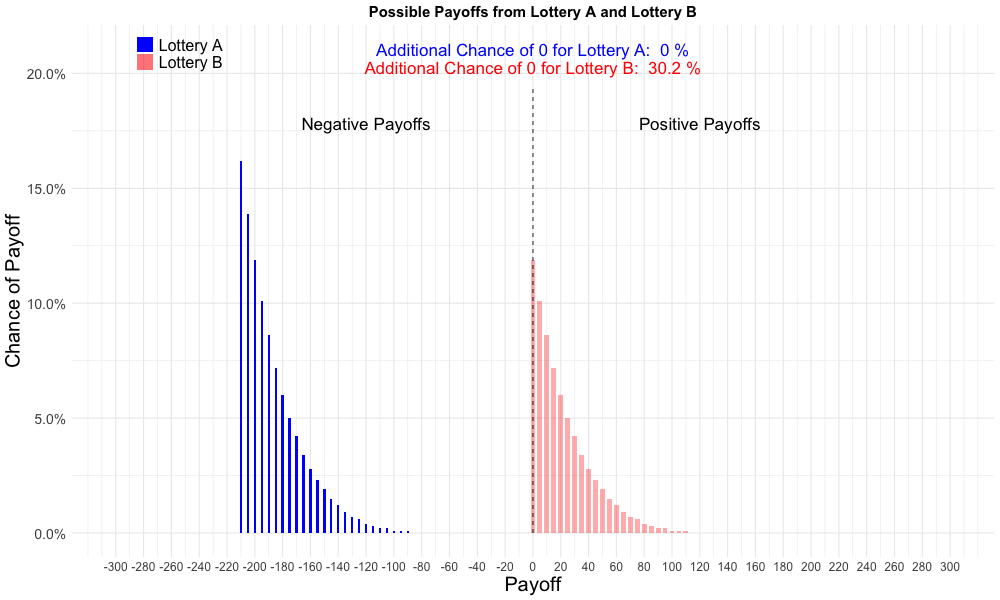 Possible Payoffs from Lottery A and Lottery B
Lottery A
Lottery B
Additional Chance of 0 for Lottery A:  0 %
Additional Chance of 0 for Lottery B:  30.2 %
Negative Payoffs
Positive Payoffs
Chance of Payoff
20.0%
15.0%
10.0%
5.0%
0.0%
-300 -280 -260 -240 -220 -200 -180 -160 -140 -120 -100 -80 -60 -40 -20 0 20 40 60 80 100 120 140 160 180 200 220 240 260 280 300
Payoff